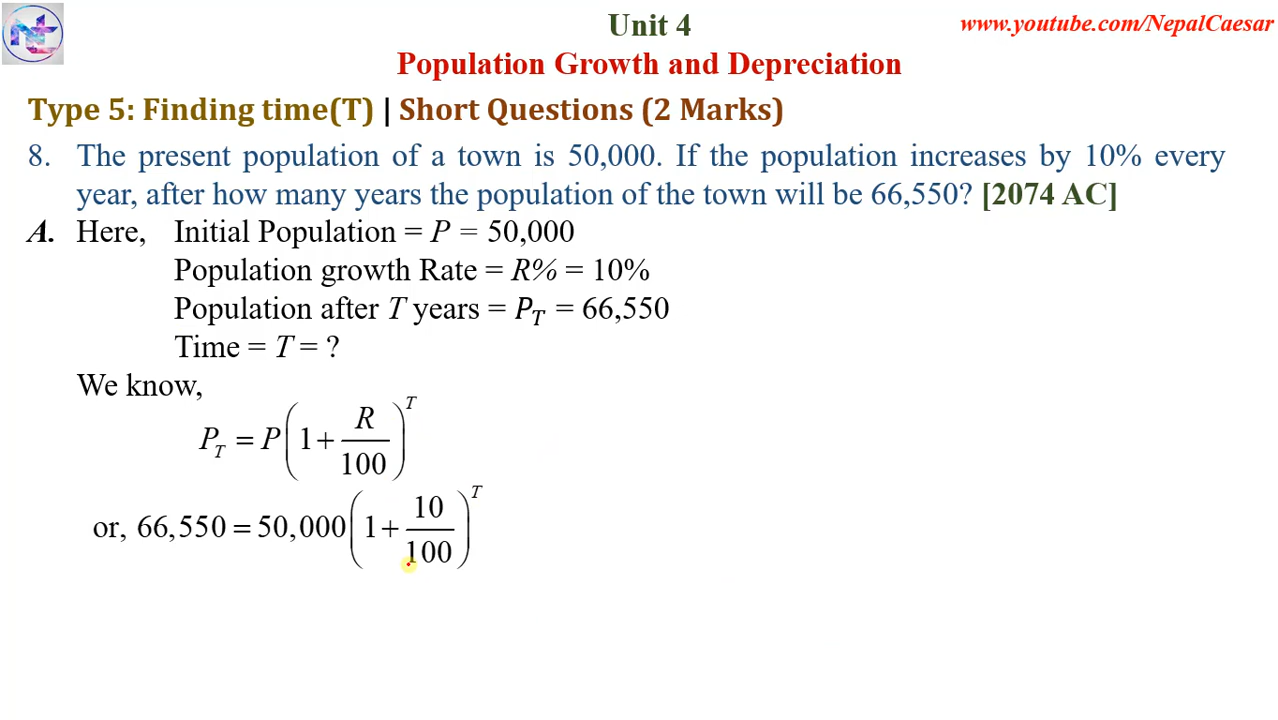 Unit 4
www.youtube.com/NepalCaesar
Population Growth and Depreciation
Type 5: Finding time(T) | Short Questions (2 Marks)
8. The present population of a town is 50,000. If the population increases by 10% every
year, after how many years the population of the town will be 66,550? [2074 AC]
A. Here, Initial Population = P = 50,000
Population growth Rate = R% = 10%
Population after T years = P_T = 66,550
Time = T = ?
We know,
P_T = P(1 + R/100)^T
or, 66,550 = 50,000(1 + 10/100)^T